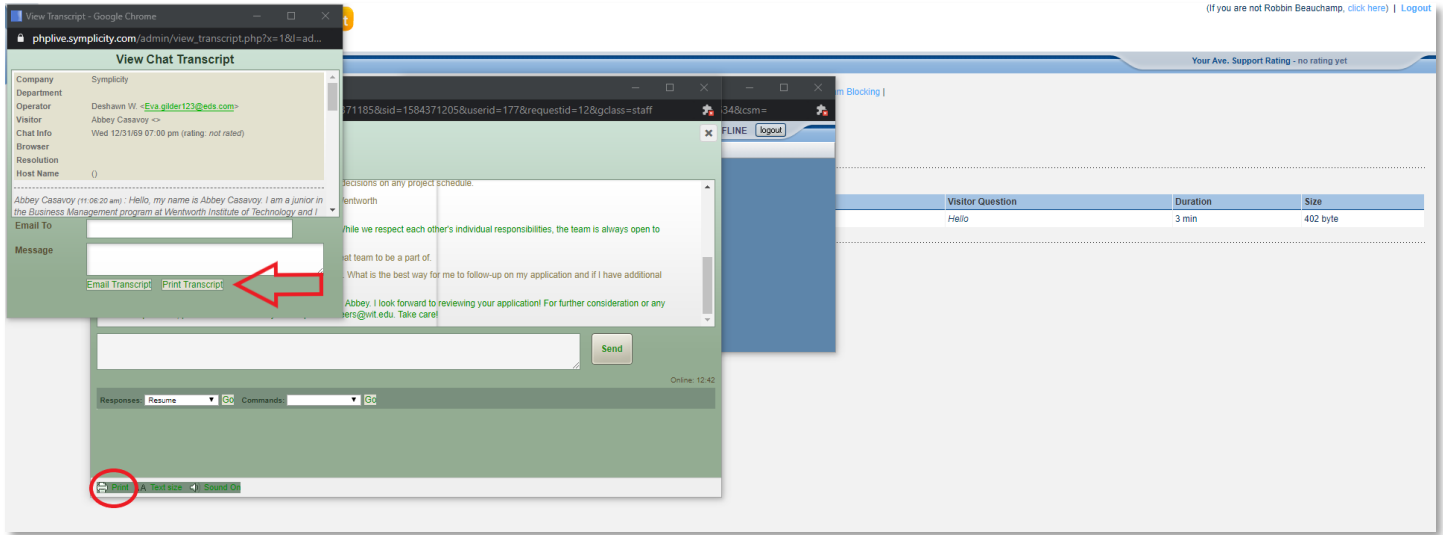 View Transcript - Google Chrome
phplive.symplicity.com/admin/view_transcript.php?x=1&l=ad...
View Chat Transcript
Company Symplicity
Department
Operator Deshawn W. <Eva.gilder123@eds.com>
Visitor Abbey Casavoy <>
Chat Info Wed 12/31/69 07:00 pm (rating: not rated)
Browser
Resolution
Host Name ()
Abbey Casavoy (11:06:20 am) : Hello, my name is Abbey Casavoy. I am a junior in
the Business Management program at Wentworth Institute of Technology and I
Email To
Message
Email Transcript Print Transcript
(If you are not Robbin Beauchamp, click here) | Logout
Your Ave. Support Rating - no rating yet
m Blocking |
371185&sid=1584371205&userid=177&requestid=12&gclass=staff
34&csm=
FLINE logout
decisions on any project schedule.
Wentworth
While we respect each other's individual responsibilities, the team is always open to
eat team to be a part of.
. What is the best way for me to follow-up on my application and if I have additional
Abbey. I look forward to reviewing your application! For further consideration or any
eers@wit.edu. Take care!
Send
Online: 12:42
Responses: Resume Go Commands: Go
Print AA Text size Sound On
Visitor Question Duration Size
Hello 3 min 402 byte